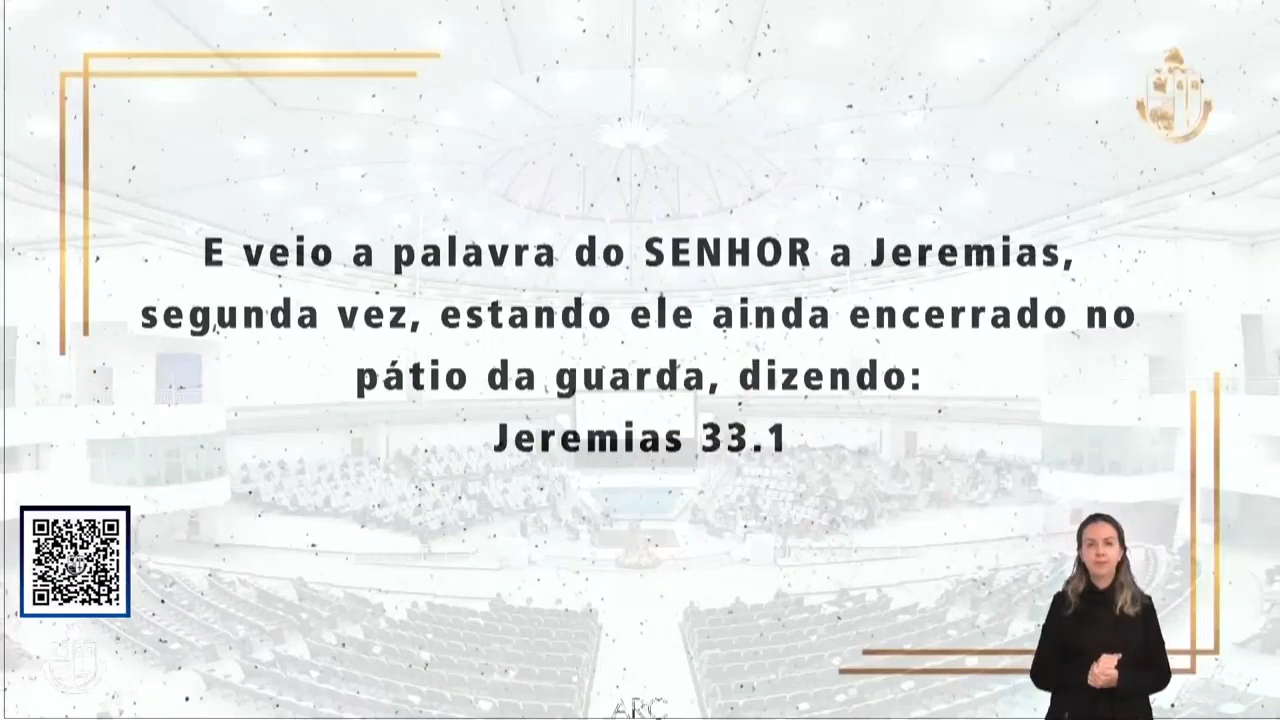 E veio a palavra do SENHOR a Jeremias,
segunda vez, estando ele ainda encerrado no
pátio da guarda, dizendo:
Jeremias 33.1
ARC